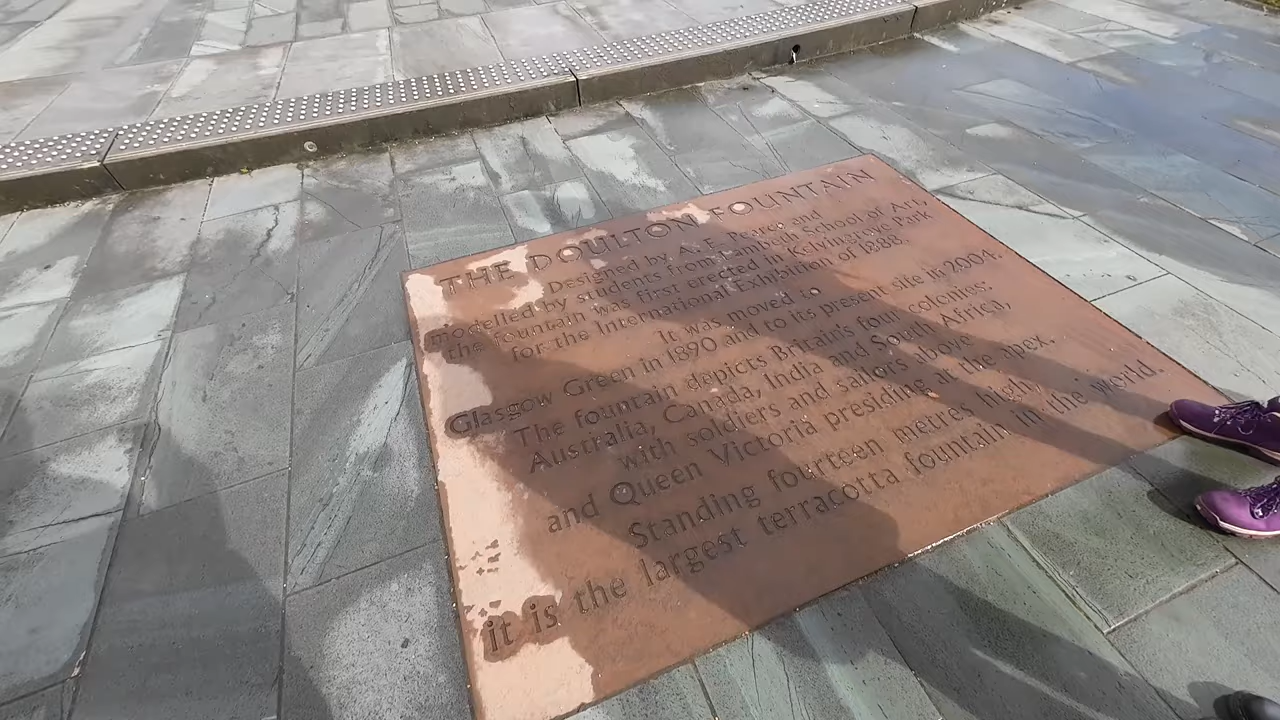 THE DOULTON FOUNTAIN
Designed by A.E. Pearce and
modelled by students from Lambeth School of Art,
the fountain was first erected in Kelvingrove Park
for the International Exhibition of 1888.
It was moved to
Glasgow Green in 1890 and to its present site in 2004.
The fountain depicts Britain's four colonies:
Australia, Canada, India and South Africa,
with soldiers and sailors above
and Queen Victoria presiding at the apex.
Standing fourteen metres high,
it is the largest terracotta fountain in the world.